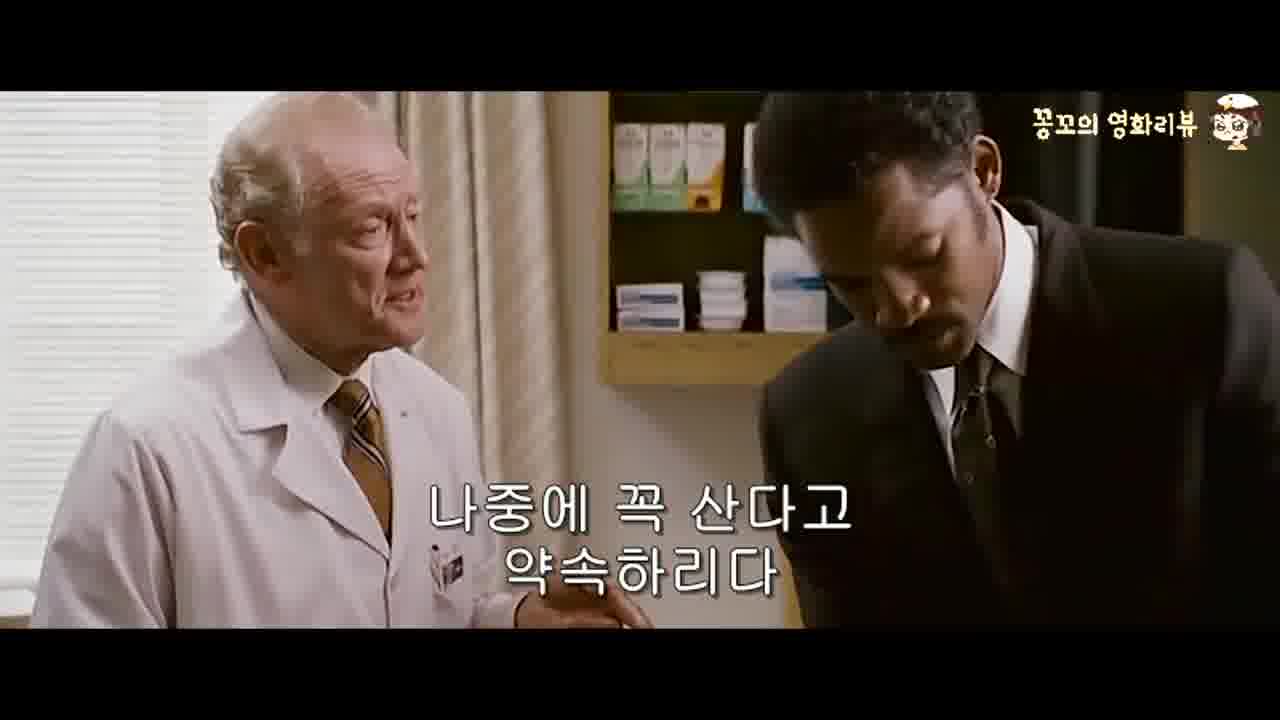 꽁꼬의 영화리뷰
나중에 꼭 산다고
약속하리다